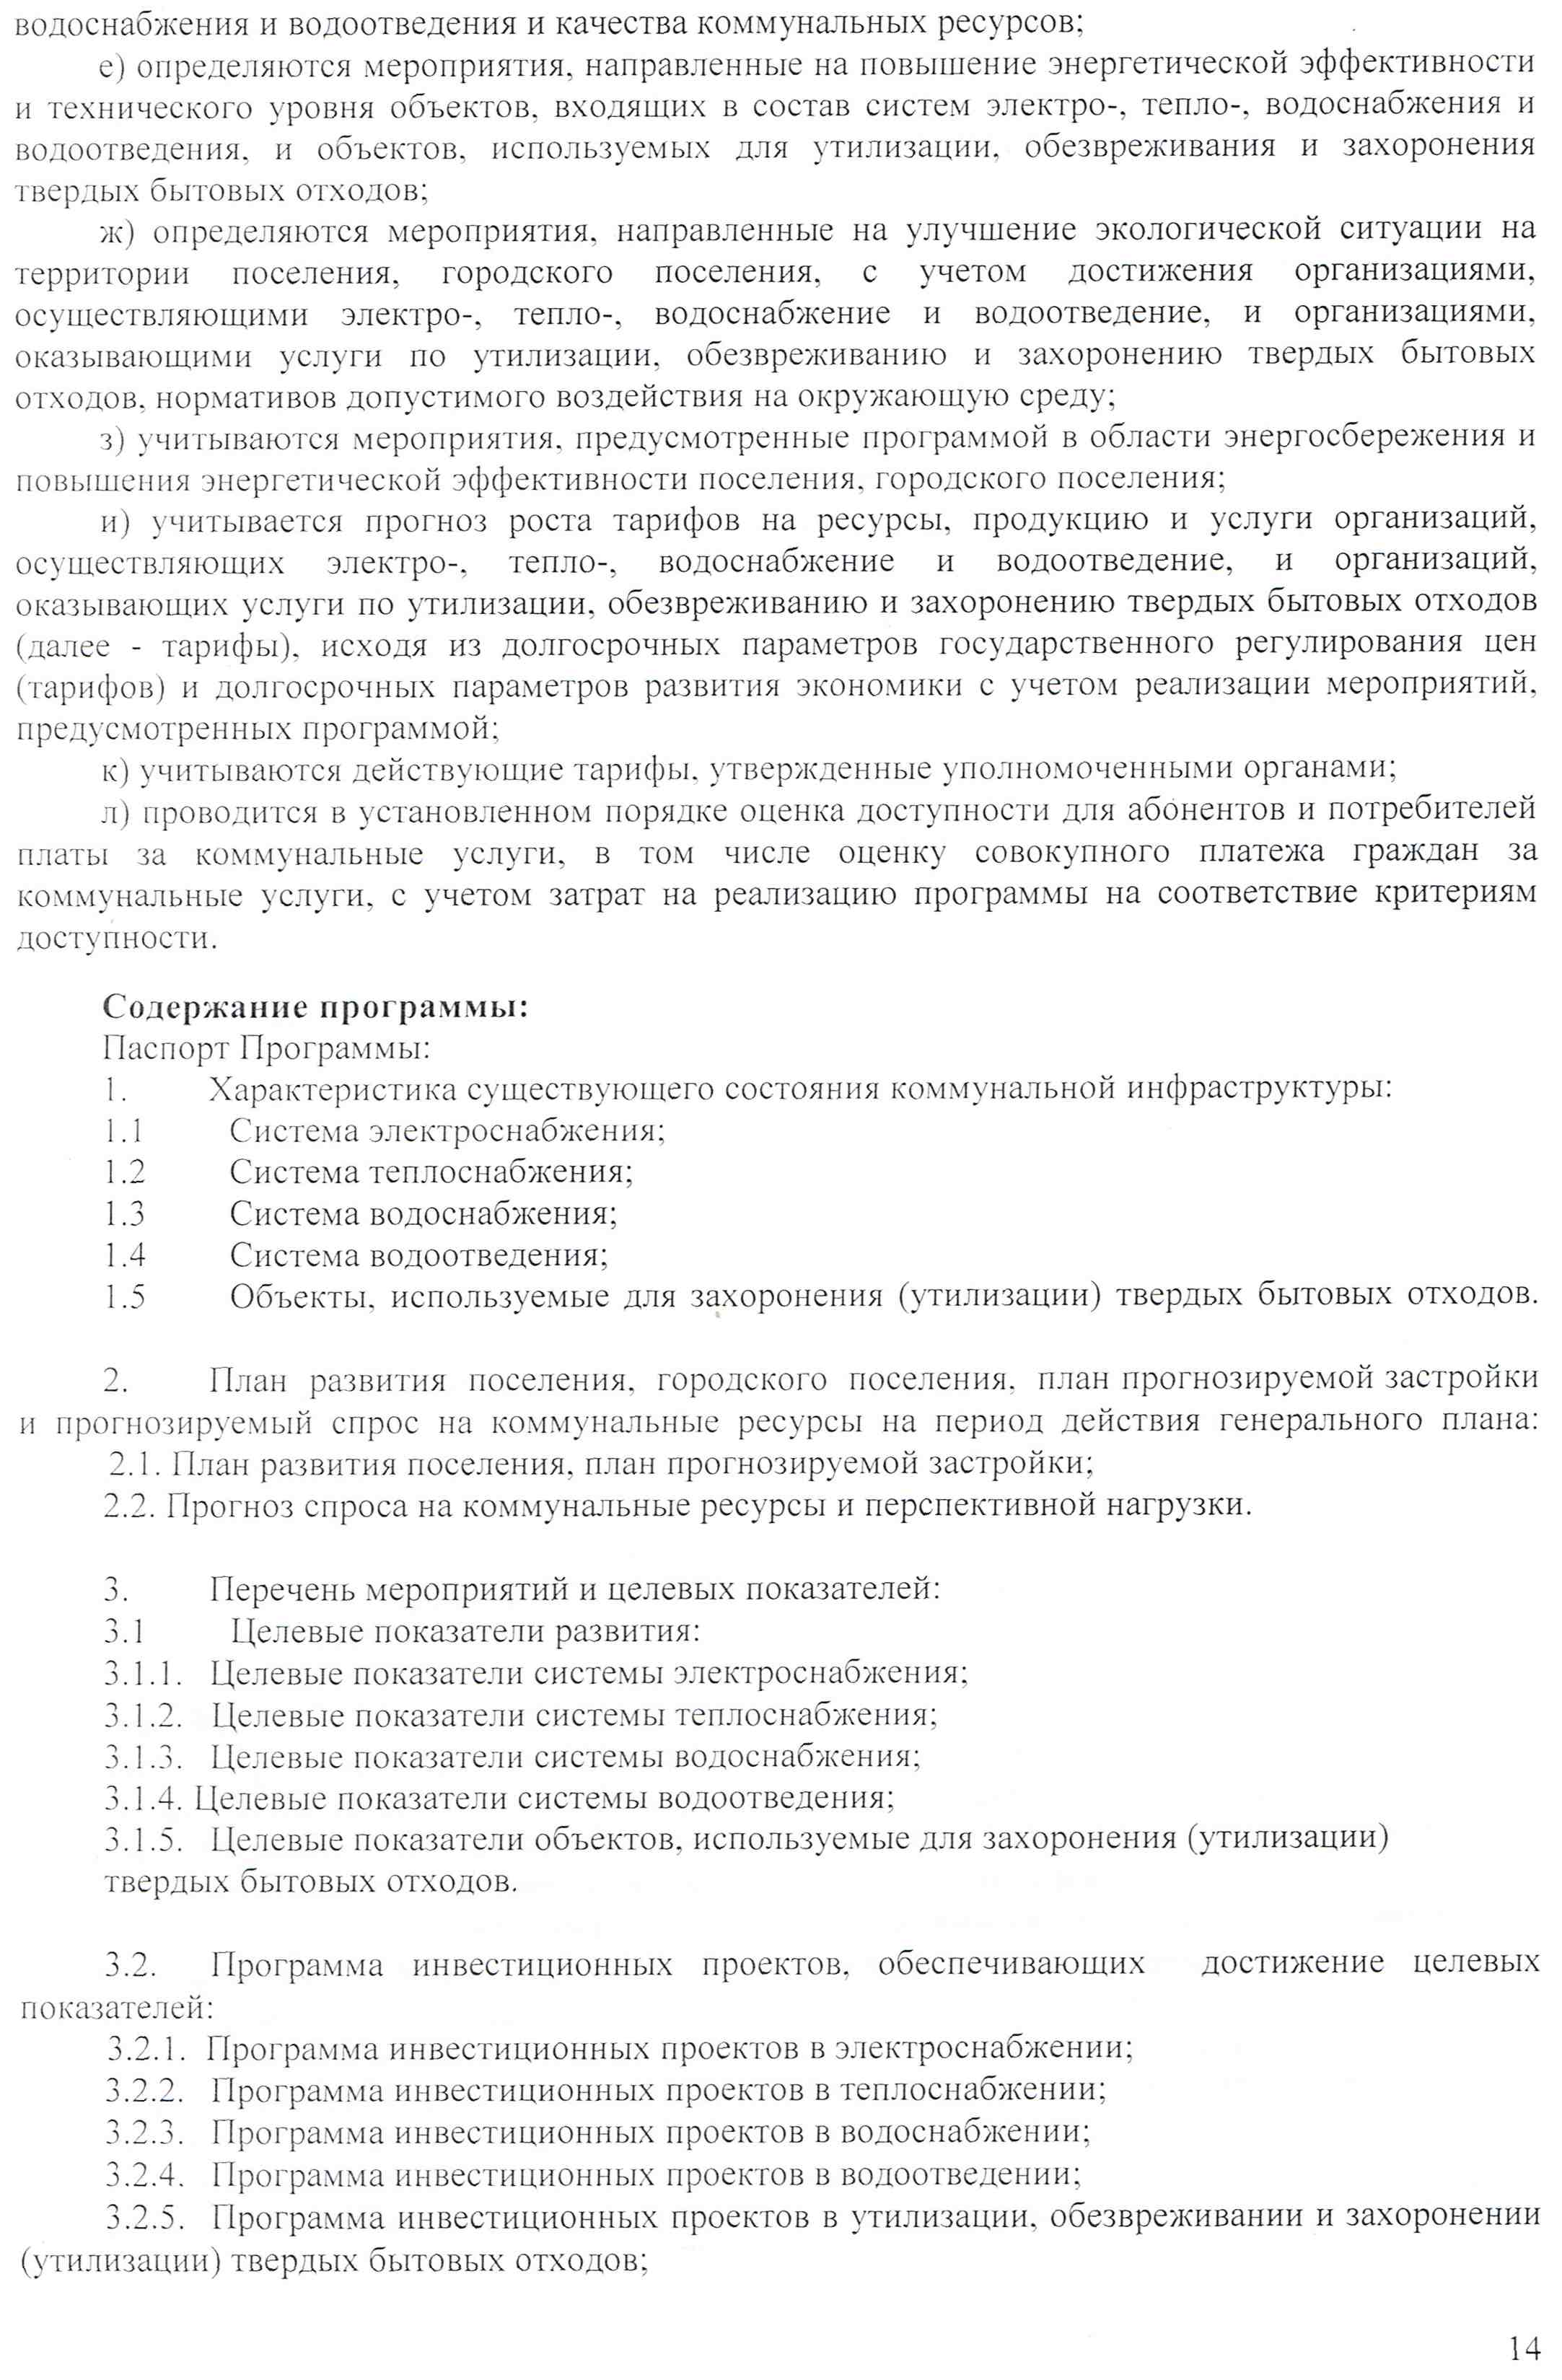 водоснабжения и водоотведения и качества коммунальных ресурсов;
е) определяются мероприятия, направленные на повышение энергетической эффективности
и технического уровня объектов, входящих в состав систем электро-, тепло-, водоснабжения и
водоотведения, и объектов, используемых для утилизации, обезвреживания и захоронения
твердых бытовых отходов;
ж) определяются мероприятия, направленные на улучшение экологической ситуации на
территории поселения, городского поселения, с учетом достижения организациями,
осуществляющими электро-, тепло-, водоснабжение и водоотведение, и организациями,
оказывающими услуги по утилизации, обезвреживанию и захоронению твердых бытовых
отходов, нормативов допустимого воздействия на окружающую среду;
з) учитываются мероприятия, предусмотренные программой в области энергосбережения и
повышения энергетической эффективности поселения, городского поселения;
и) учитывается прогноз роста тарифов на ресурсы, продукцию и услуги организаций,
осуществляющих электро-, тепло-, водоснабжение и водоотведение, и организаций,
оказывающих услуги по утилизации, обезвреживанию и захоронению твердых бытовых отходов
(далее - тарифы), исходя из долгосрочных параметров государственного регулирования цен
(тарифов) и долгосрочных параметров развития экономики с учетом реализации мероприятий,
предусмотренных программой;
к) учитываются действующие тарифы, утвержденные уполномоченными органами;
л) проводится в установленном порядке оценка доступности для абонентов и потребителей
платы за коммунальные услуги, в том числе оценку совокупного платежа граждан за
коммунальные услуги, с учетом затрат на реализацию программы на соответствие критериям
доступности.
Содержание программы:
Паспорт Программы:
1. Характеристика существующего состояния коммунальной инфраструктуры:
1.1 Система электроснабжения;
1.2 Система теплоснабжения;
1.3 Система водоснабжения;
1.4 Система водоотведения;
1.5 Объекты, используемые для захоронения (утилизации) твердых бытовых отходов.
2. План развития поселения, городского поселения, план прогнозируемой застройки
и прогнозируемый спрос на коммунальные ресурсы на период действия генерального плана:
2.1. План развития поселения, план прогнозируемой застройки;
2.2. Прогноз спроса на коммунальные ресурсы и перспективной нагрузки.
3. Перечень мероприятий и целевых показателей:
3.1 Целевые показатели развития:
3.1.1. Целевые показатели системы электроснабжения;
3.1.2. Целевые показатели системы теплоснабжения;
3.1.3. Целевые показатели системы водоснабжения;
3.1.4. Целевые показатели системы водоотведения;
3.1.5. Целевые показатели объектов, используемые для захоронения (утилизации)
твердых бытовых отходов.
3.2. Программа инвестиционных проектов, обеспечивающих достижение целевых
показателей:
3.2.1. Программа инвестиционных проектов в электроснабжении;
3.2.2. Программа инвестиционных проектов в теплоснабжении;
3.2.3. Программа инвестиционных проектов в водоснабжении;
3.2.4. Программа инвестиционных проектов в водоотведении;
3.2.5. Программа инвестиционных проектов в утилизации, обезвреживании и захоронении
(утилизации) твердых бытовых отходов;
14